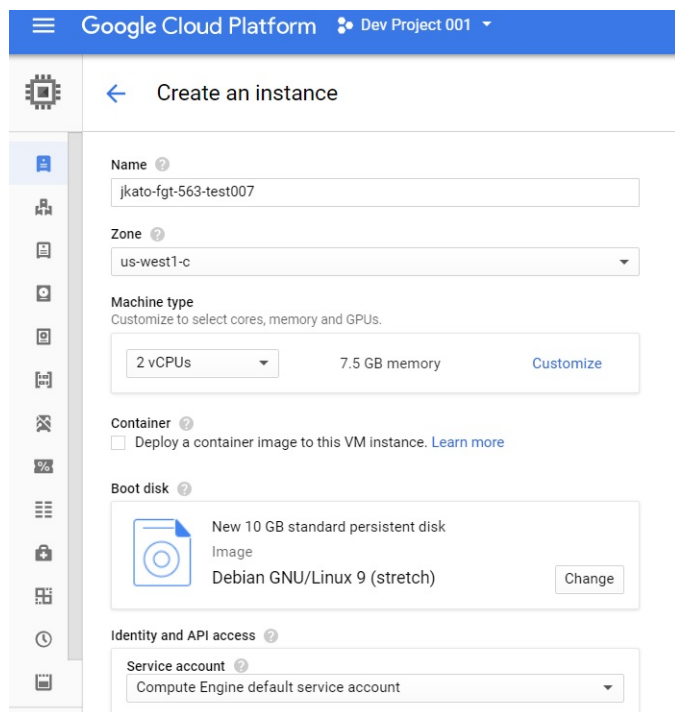 Google Cloud Platform Dev Project 001
Create an instance
Name
jkato-fgt-563-test007
Zone
us-west1-c
Machine type
Customize to select cores, memory and GPUs.
2 vCPUs 7.5 GB memory Customize
Container
Deploy a container image to this VM instance. Learn more
Boot disk
New 10 GB standard persistent disk
Image
Debian GNU/Linux 9 (stretch) Change
Identity and API access
Service account
Compute Engine default service account